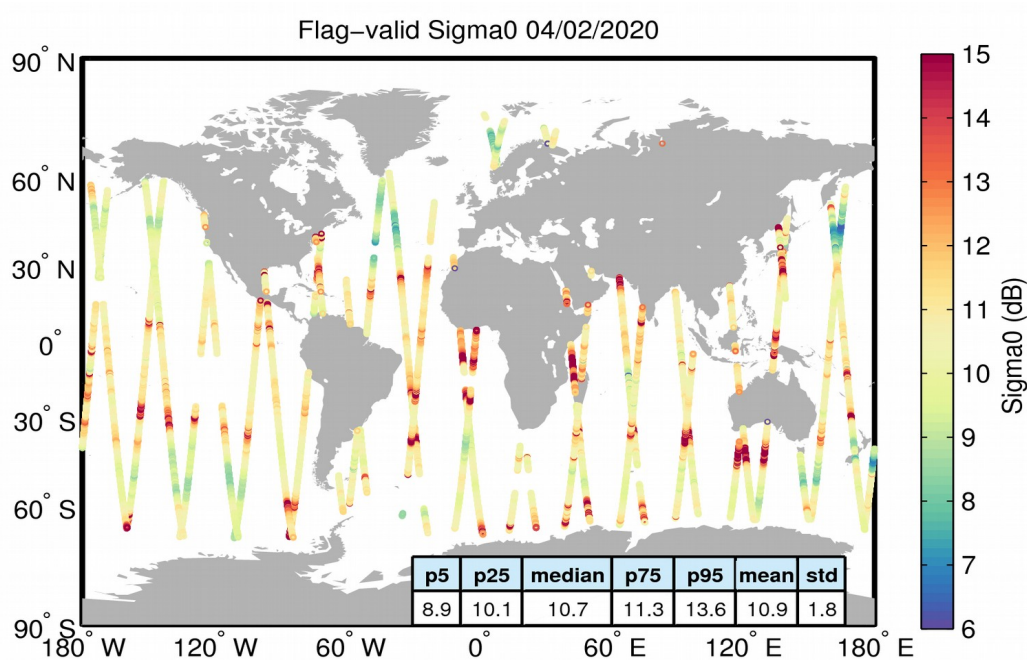 Flag−valid Sigma0 04/02/2020
90° N
60° N
30° N
0°
30° S
60° S
90° S
180° W
120° W
60° W
0°
60° E
120° E
180° E
p5 p25 median p75 p95 mean std
8.9 10.1 10.7 11.3 13.6 10.9 1.8
15
14
13
12
11
10
9
8
7
6
Sigma0 (dB)